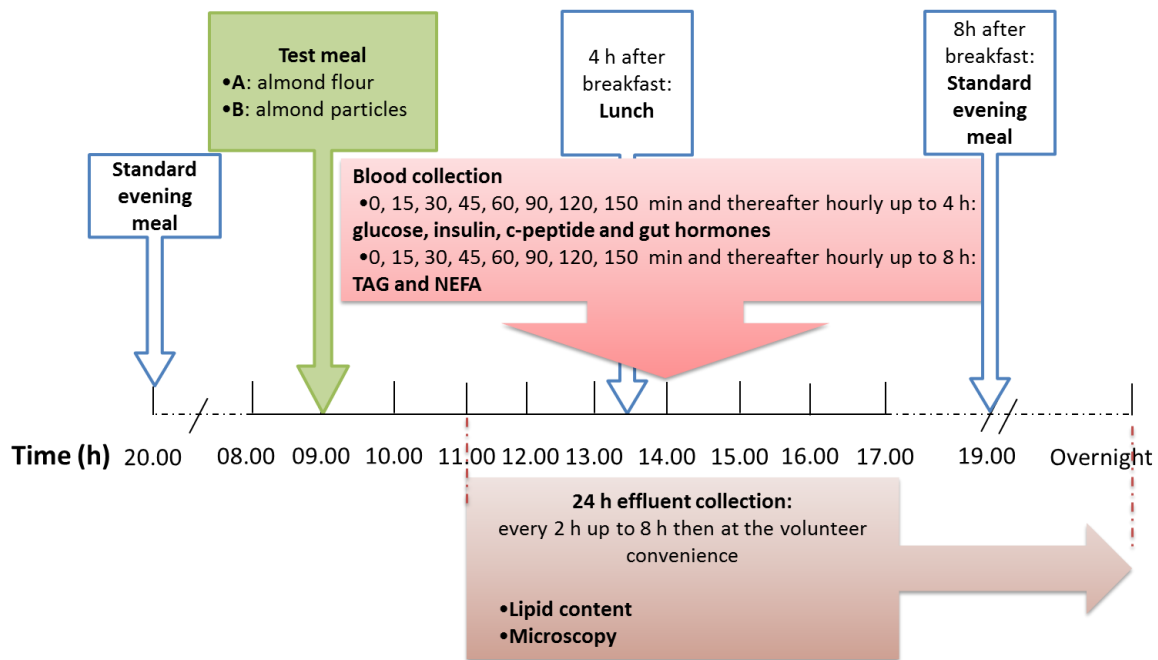 Standard
evening
meal
Test meal
•A: almond flour
•B: almond particles
4 h after
breakfast:
Lunch
8h after
breakfast:
Standard
evening
meal
Blood collection
•0, 15, 30, 45, 60, 90, 120, 150 min and thereafter hourly up to 4 h:
glucose, insulin, c-peptide and gut hormones
•0, 15, 30, 45, 60, 90, 120, 150 min and thereafter hourly up to 8 h:
TAG and NEFA
Time (h) 20.00 08.00 09.00 10.00 11.00 12.00 13.00 14.00 15.00 16.00 17.00 19.00 Overnight
24 h effluent collection:
every 2 h up to 8 h then at the volunteer
convenience
•Lipid content
•Microscopy